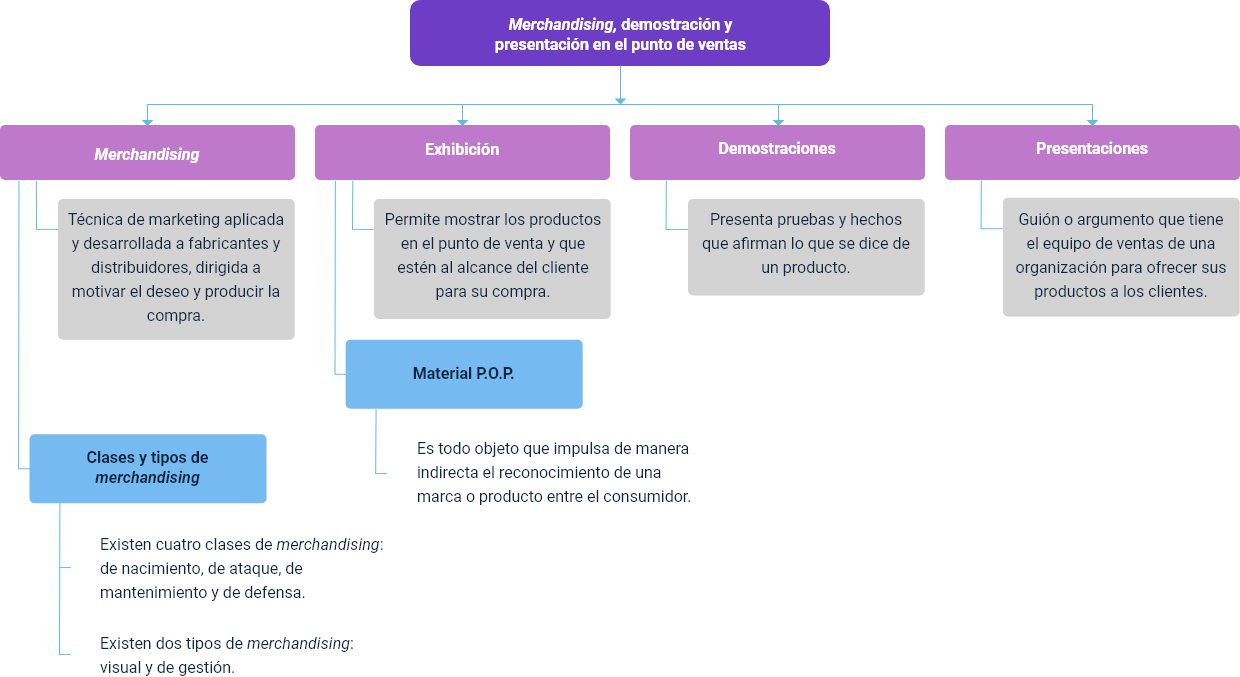 Merchandising, demostración y
presentación en el punto de ventas
Merchandising
Técnica de marketing aplicada
y desarrollada a fabricantes y
distribuidores, dirigida a
motivar el deseo y producir la
compra.
Clases y tipos de
merchandising
Existen cuatro clases de merchandising:
de nacimiento, de ataque, de
mantenimiento y de defensa.
Existen dos tipos de merchandising:
visual y de gestión.
Exhibición
Permite mostrar los productos
en el punto de venta y que
estén al alcance del cliente
para su compra.
Material P.O.P.
Es todo objeto que impulsa de manera
indirecta el reconocimiento de una
marca o producto entre el consumidor.
Demostraciones
Presenta pruebas y hechos
que afirman lo que se dice de
un producto.
Presentaciones
Guión o argumento que tiene
el equipo de ventas de una
organización para ofrecer sus
productos a los clientes.